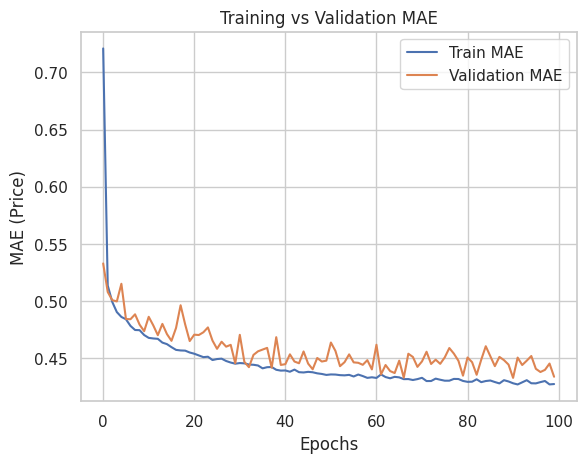 Training vs Validation MAE
Train MAE
Validation MAE
MAE (Price)
0.70
0.65
0.60
0.55
0.50
0.45
0 20 40 60 80 100
Epochs